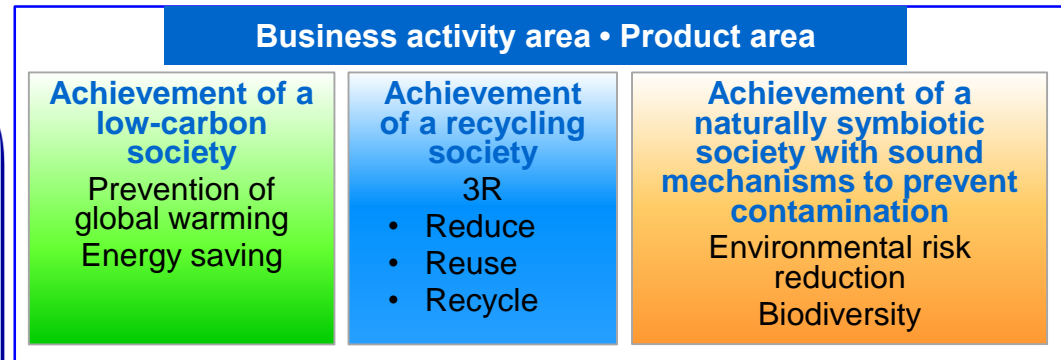 Business activity area • Product area
Achievement of a
low-carbon
society
Prevention of
global warming
Energy saving
Achievement
of a recycling
society
3R
• Reduce
• Reuse
• Recycle
Achievement of a
naturally symbiotic
society with sound
mechanisms to prevent
contamination
Environmental risk
reduction
Biodiversity